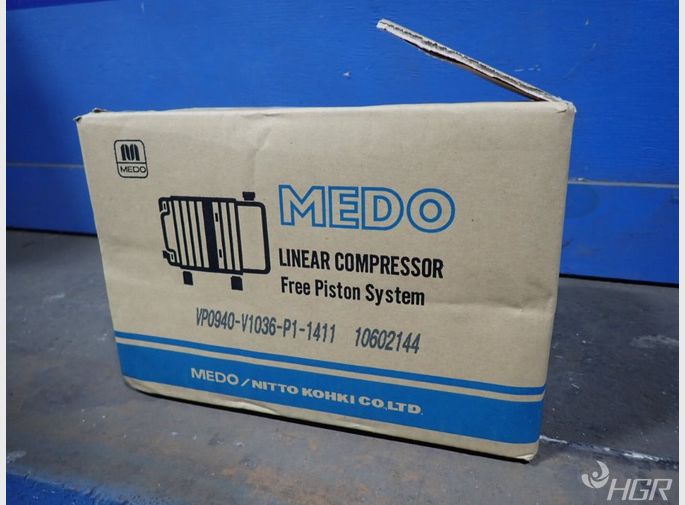 M
MEDO
MEDO
LINEAR COMPRESSOR
Free Piston System
VP0940-V1036-P1-1411 10602144
MEDO/NITTO KOHKI CO.,LTD.
HGR